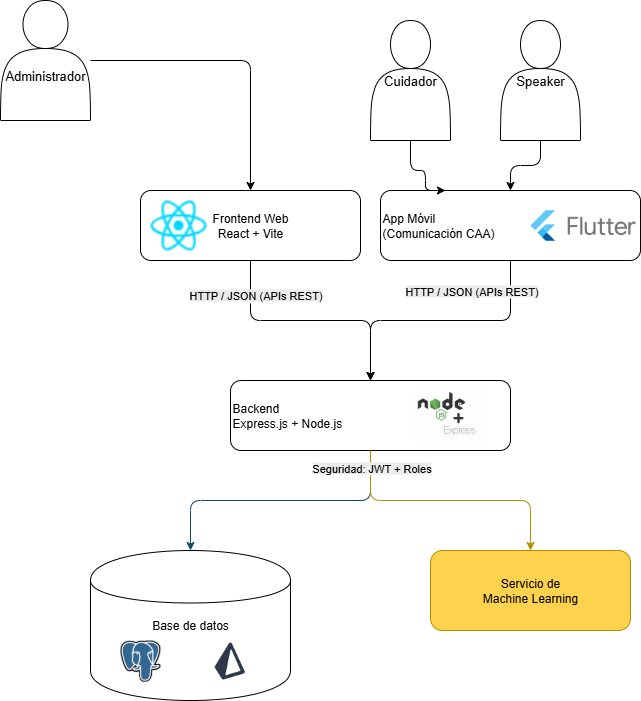 Administrador
Cuidador
Speaker
Frontend Web
React + Vite
App Móvil
(Comunicación CAA)
Flutter
HTTP / JSON (APIs REST)
HTTP / JSON (APIs REST)
Backend
Express.js + Node.js
node
JS
+
Express
Seguridad: JWT + Roles
Base de datos
Servicio de
Machine Learning